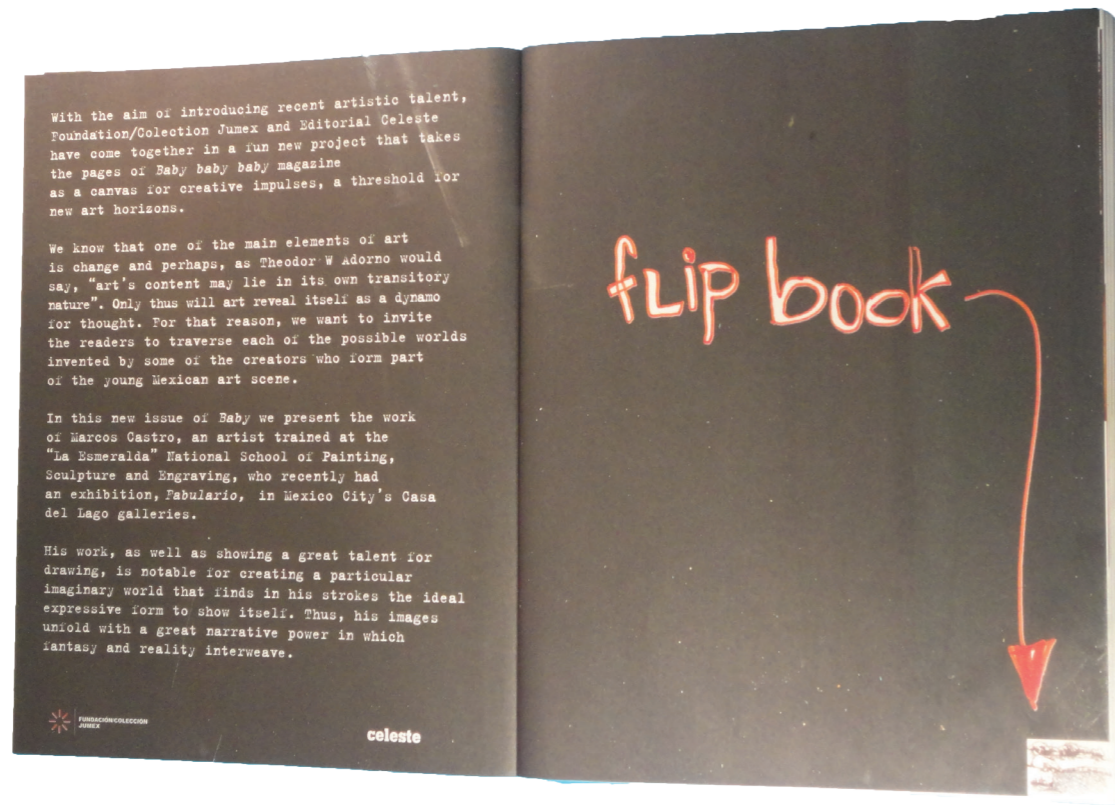 With the aim of introducing recent artistic talent,
Foundation/Colection Jumex and Editorial Celeste
have come together in a fun new project that takes
the pages of Baby baby baby magazine
as a canvas for creative impulses, a threshold for
new art horizons.
We know that one of the main elements of art
is change and perhaps, as Theodor W Adorno would
say, “art's content may lie in its own transitory
nature”. Only thus will art reveal itself as a dynamo
for thought. For that reason, we want to invite
the readers to traverse each of the possible worlds
invented by some of the creators who form part
of the young Mexican art scene.
In this new issue of Baby we present the work
of Marcos Castro, an artist trained at the
“La Esmeralda” National School of Painting,
Sculpture and Engraving, who recently had
an exhibition, Fabulario, in Mexico City's Casa
del Lago galleries.
His work, as well as showing a great talent for
drawing, is notable for creating a particular
imaginary world that finds in his strokes the ideal
expressive form to show itself. Thus, his images
unfold with a great narrative power in which
fantasy and reality interweave.
FUNDACIÓN/COLECCIÓN
JUMEX
celeste
flip book